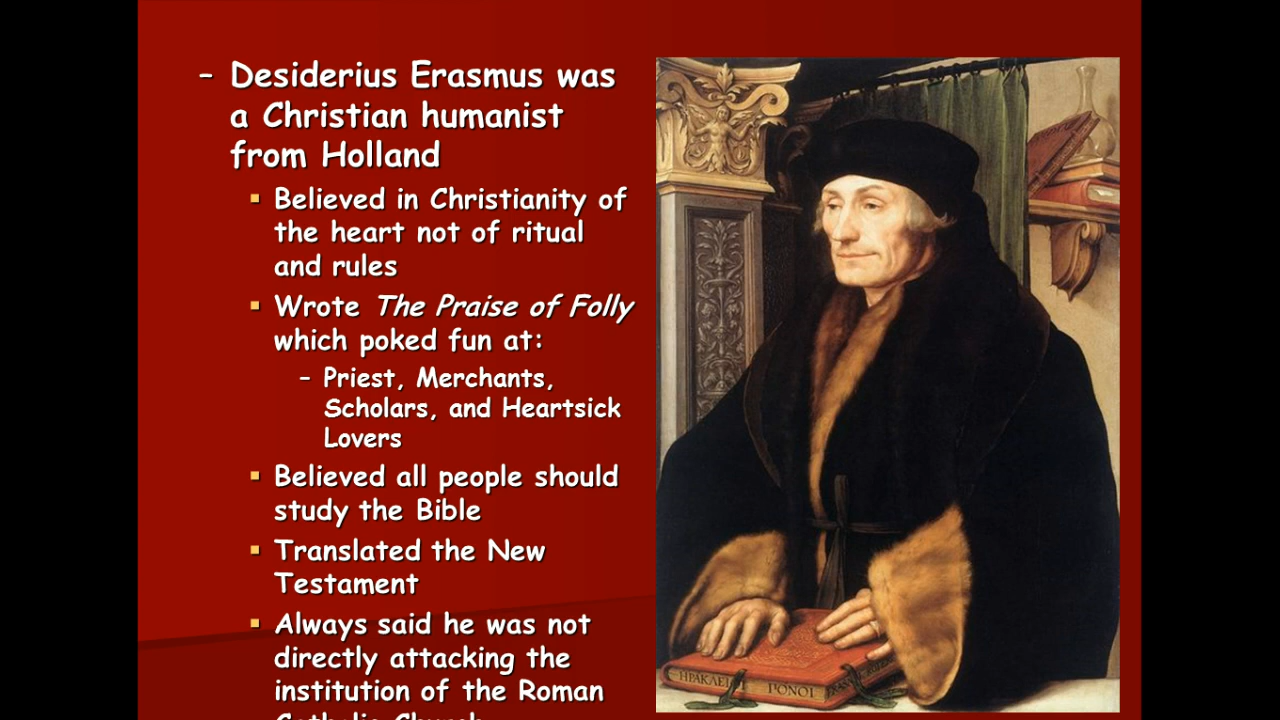 – Desiderius Erasmus was
a Christian humanist
from Holland
▪ Believed in Christianity of
the heart not of ritual
and rules
▪ Wrote The Praise of Folly
which poked fun at:
– Priest, Merchants,
Scholars, and Heartsick
Lovers
▪ Believed all people should
study the Bible
▪ Translated the New
Testament
▪ Always said he was not
directly attacking the
institution of the Roman
Catholic Church
ΗΡΑΚΛΕΙΟΙ ΠΟΝΟΙ